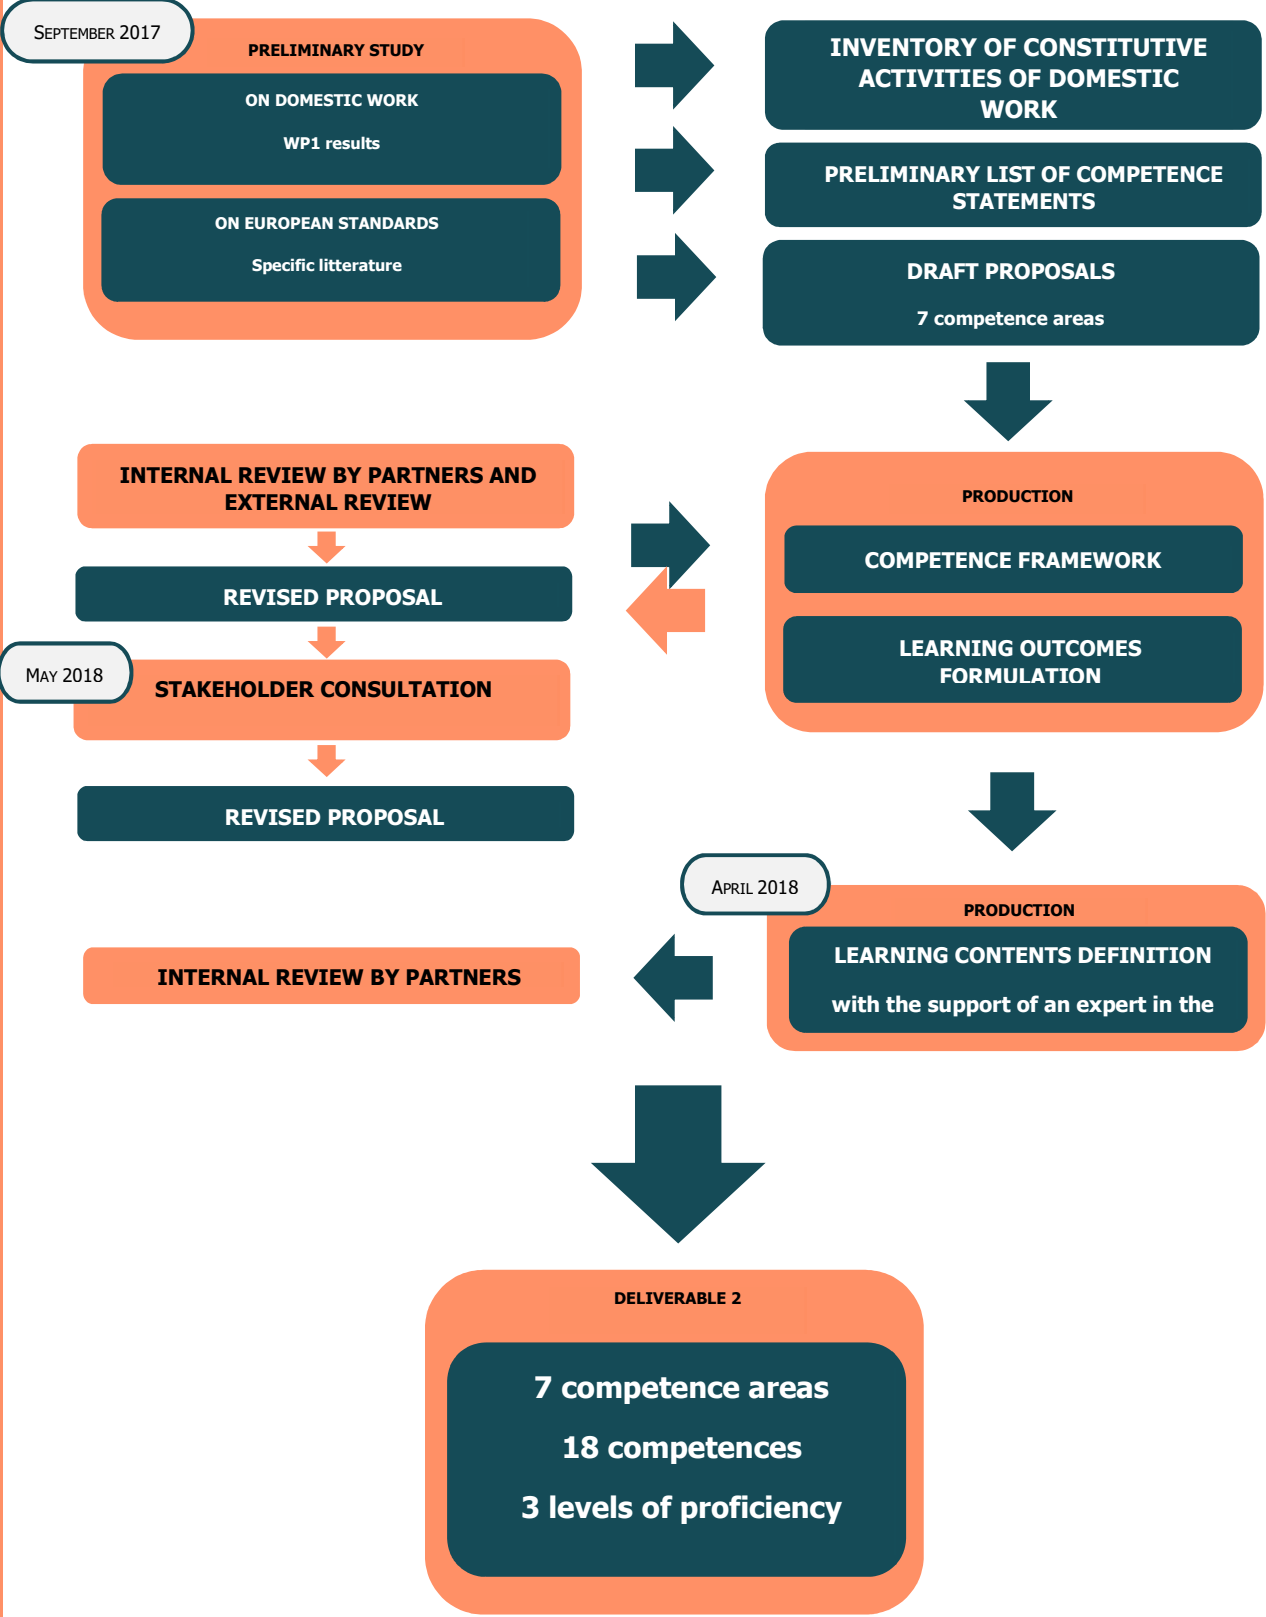 SEPTEMBER 2017
PRELIMINARY STUDY
ON DOMESTIC WORK
WP1 results
ON EUROPEAN STANDARDS
Specific litterature
INVENTORY OF CONSTITUTIVE
ACTIVITIES OF DOMESTIC
WORK
PRELIMINARY LIST OF COMPETENCE
STATEMENTS
DRAFT PROPOSALS
7 competence areas
INTERNAL REVIEW BY PARTNERS AND
EXTERNAL REVIEW
REVISED PROPOSAL
MAY 2018
STAKEHOLDER CONSULTATION
REVISED PROPOSAL
PRODUCTION
COMPETENCE FRAMEWORK
LEARNING OUTCOMES
FORMULATION
APRIL 2018
PRODUCTION
LEARNING CONTENTS DEFINITION
with the support of an expert in the
INTERNAL REVIEW BY PARTNERS
DELIVERABLE 2
7 competence areas
18 competences
3 levels of proficiency